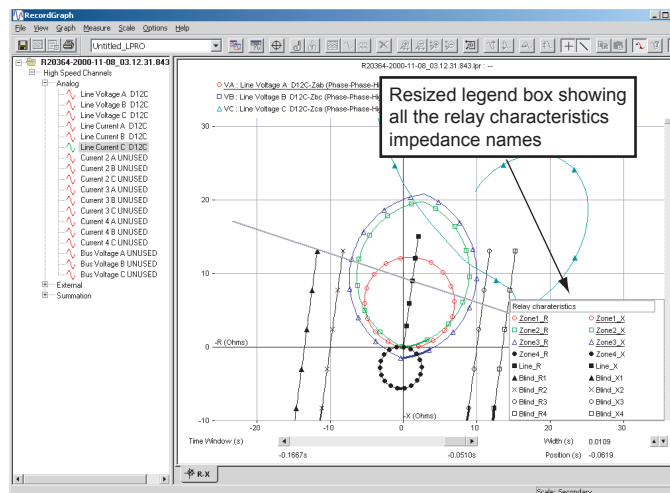 RecordGraph
File View Graph Measure Scale Options Help
Untitled_LPRO
R20364-2000-11-08_03.12.31.843
High Speed Channels
Analog
Line Voltage A D12C
Line Voltage B D12C
Line Voltage C D12C
Line Current A D12C
Line Current B D12C
Line Current C D12C
Current 2 A UNUSED
Current 2 B UNUSED
Current 2 C UNUSED
Current 3 A UNUSED
Current 3 B UNUSED
Current 3 C UNUSED
Current 4 A UNUSED
Current 4 B UNUSED
Current 4 C UNUSED
Bus Voltage A UNUSED
Bus Voltage B UNUSED
Bus Voltage C UNUSED
External
Summation
R20364-2000-11-08_03.12.31.843.lpr : --
VA : Line Voltage A D12C-Zab (Phase-Phase-Hi
VB : Line Voltage B D12C-Zbc (Phase-Phase-Hi
VC : Line Voltage C D12C-Zca (Phase-Phase-Hi
Resized legend box showing
all the relay characteristics
impedance names
30
20
10
-R (Ohms)
0
-10
-X (Ohms)
-20 -10 0 10 20 30
Relay charateristics
Zone1_R Zone1_X
Zone2_R Zone2_X
Zone3_R Zone3_X
Zone4_R Zone4_X
Line_R Line_X
Blind_R1 Blind_X1
Blind_R2 Blind_X2
Blind_R3 Blind_X3
Blind_R4 Blind_X4
Time Window (s) Width (s) 0.0109
-0.1667s -0.0510s Position (s) -0.0619
R-X
Scale: Secondary